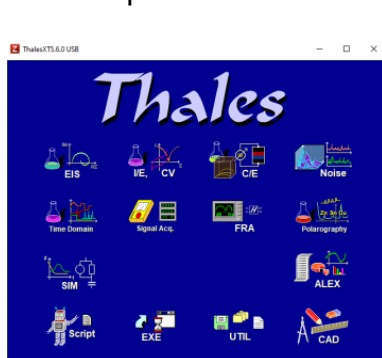 ThalesXT5.6.0 USB
Thales
EIS
I/E, CV
C/E
Noise
Time Domain
Signal Acq.
FRA
Polarography
SIM
ALEX
Script
EXE
UTIL
CAD